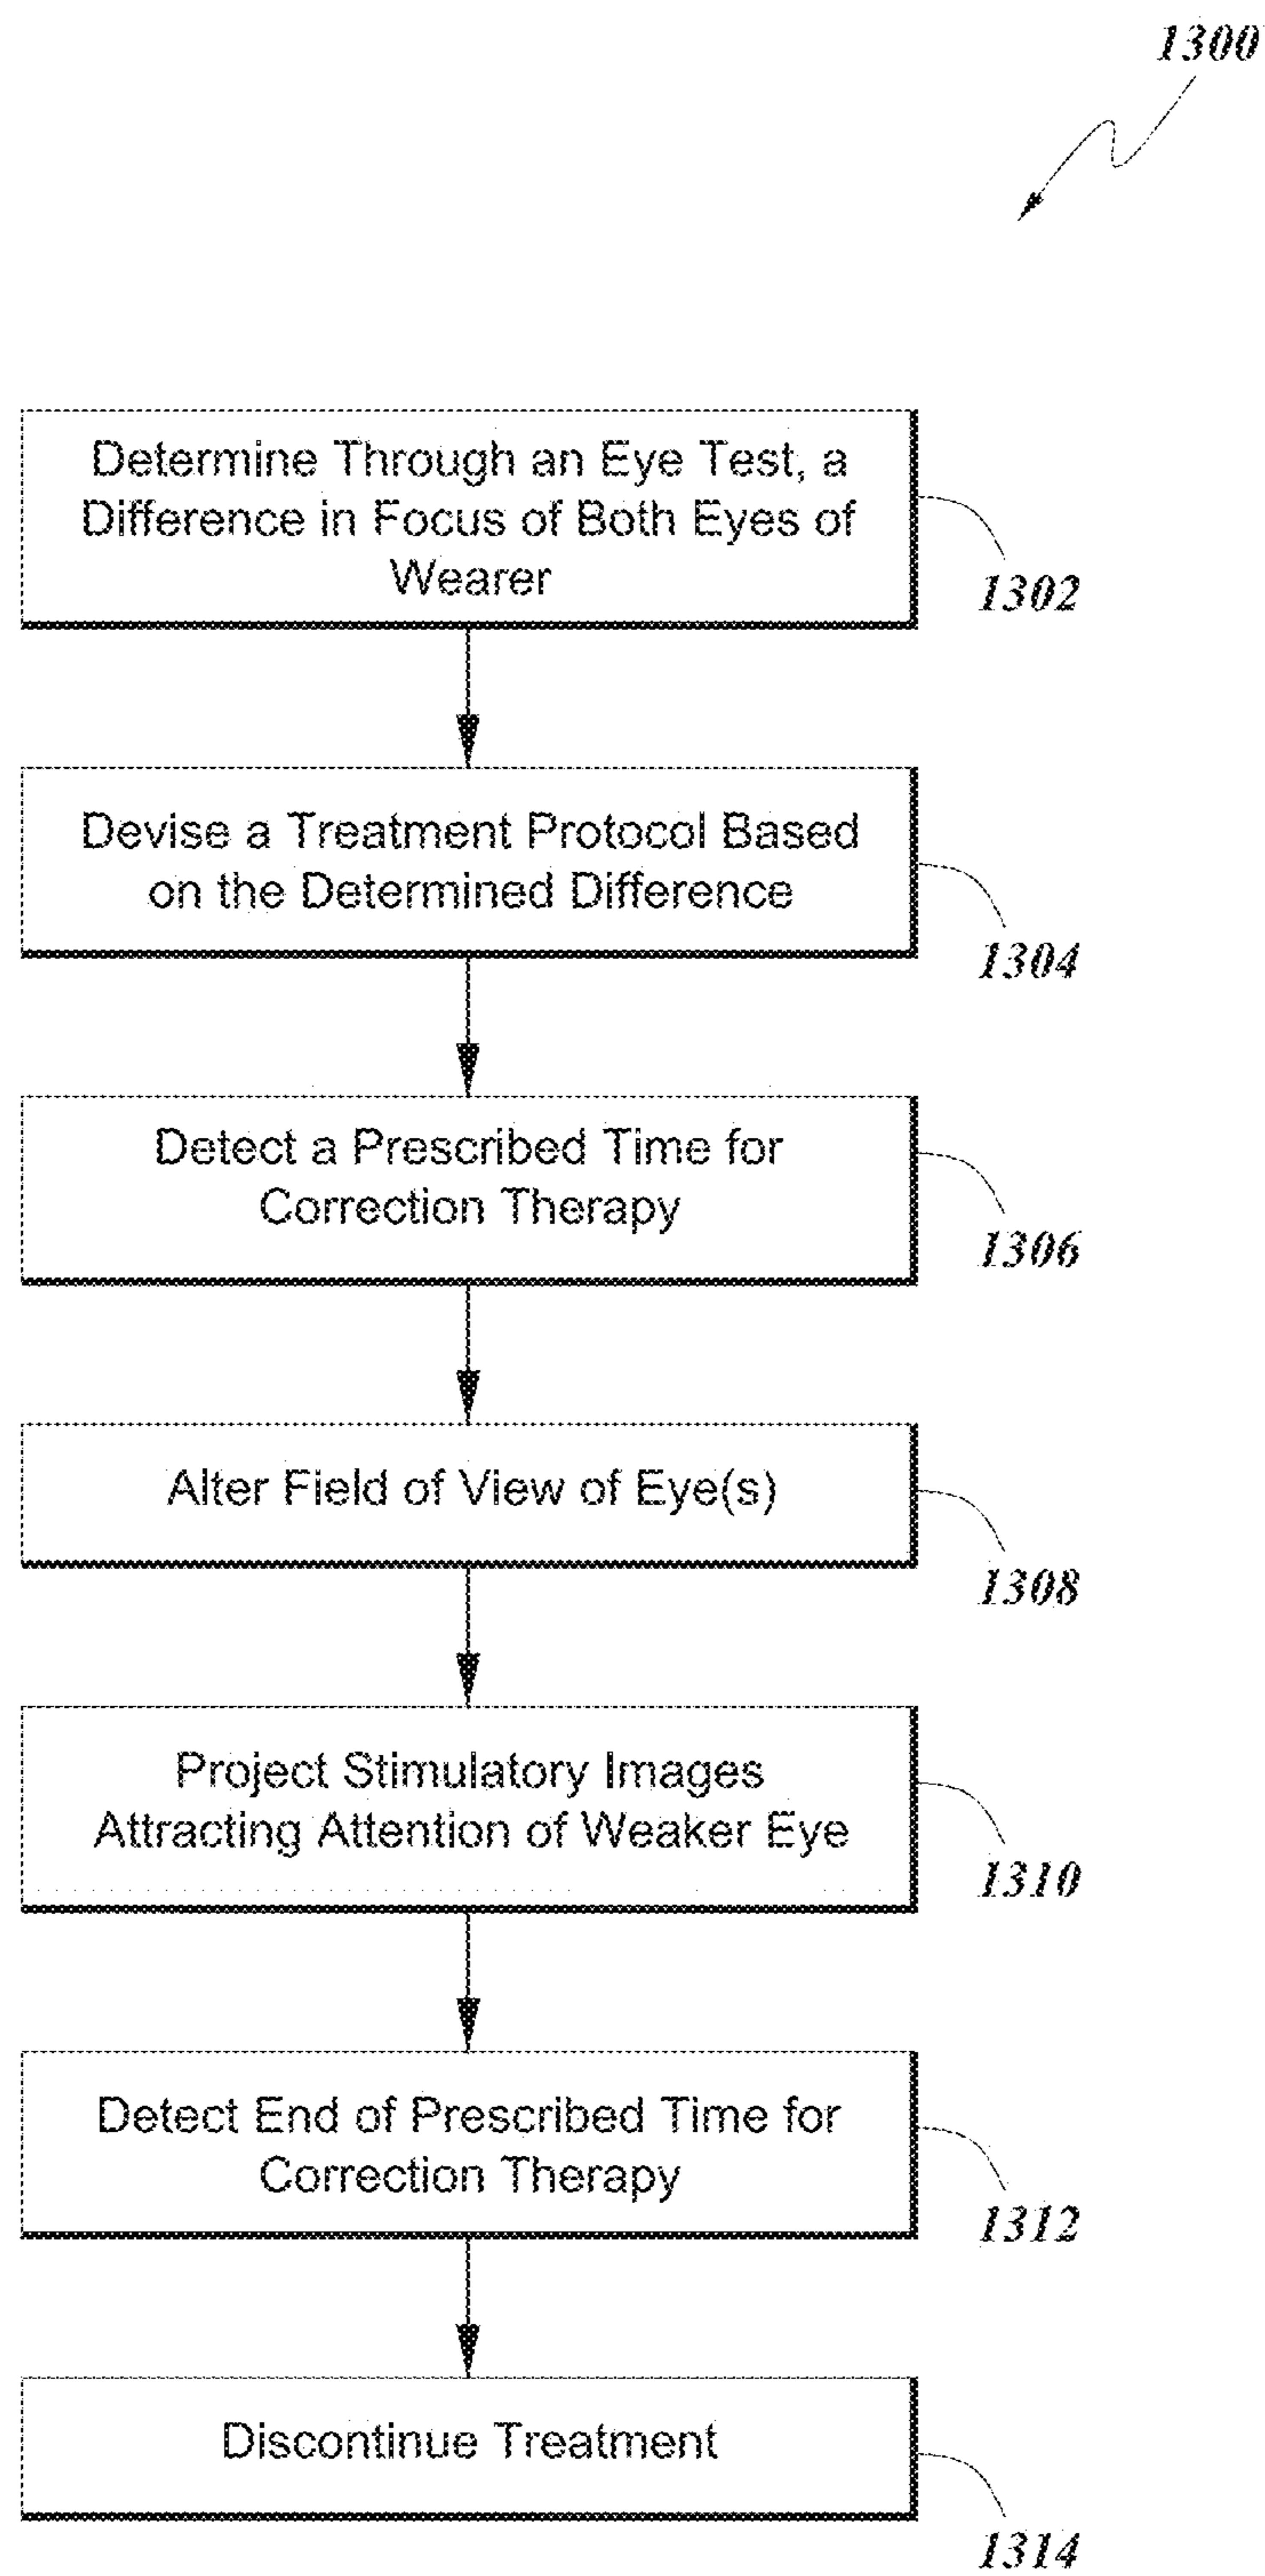 1300
Determine Through an Eye Test, a
Difference in Focus of Both Eyes of
Wearer
1302
Devise a Treatment Protocol Based
on the Determined Difference
1304
Detect a Prescribed Time for
Correction Therapy
1306
Alter Field of View of Eye(s)
1308
Project Stimulatory Images
Attracting Attention of Weaker Eye
1310
Detect End of Prescribed Time for
Correction Therapy
1312
Discontinue Treatment
1314